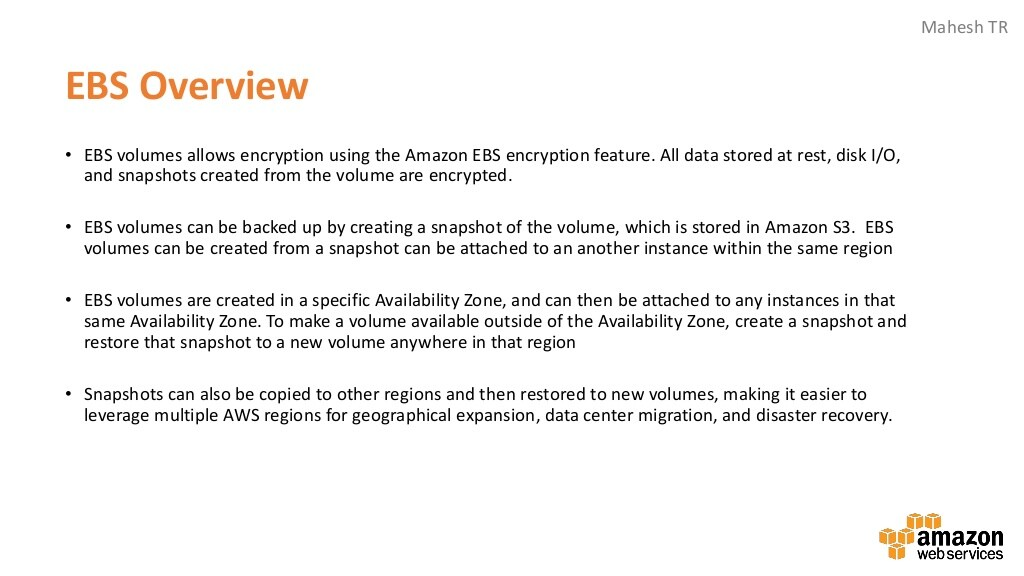 Mahesh TR
EBS Overview
• EBS volumes allows encryption using the Amazon EBS encryption feature. All data stored at rest, disk I/O,
and snapshots created from the volume are encrypted.
• EBS volumes can be backed up by creating a snapshot of the volume, which is stored in Amazon S3.  EBS
volumes can be created from a snapshot can be attached to an another instance within the same region
• EBS volumes are created in a specific Availability Zone, and can then be attached to any instances in that
same Availability Zone. To make a volume available outside of the Availability Zone, create a snapshot and
restore that snapshot to a new volume anywhere in that region
• Snapshots can also be copied to other regions and then restored to new volumes, making it easier to
leverage multiple AWS regions for geographical expansion, data center migration, and disaster recovery.
amazon
webservices